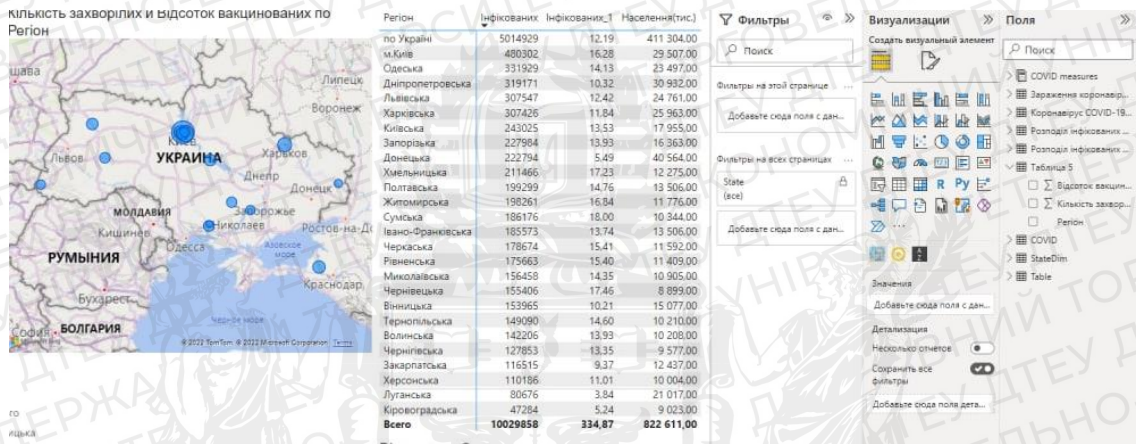 Кількість захворілих и Відсоток вакцинованих по
Регіон
Липецк
Воронеж
Киев
Львов
УКРАИНА
Харьков
Днепр
Донецк
МОЛДАВИЯ
Запорожье
Кишинев
Николаев
Ростов-на-До
Одесса
Азовское
море
РУМЫНИЯ
Краснодар
Бухарест
Черное море
София
БОЛГАРИЯ
© 2022 TomTom, © 2022 Microsoft Corporation Terms
Регіон Інфікованих Інфікованих_1 Населення(тис.)
по Україні 5014929 12,19 411 304,00
м.Київ 480302 16,28 29 507,00
Одеська 331929 14,13 23 497,00
Дніпропетровська 319171 10,32 30 932,00
Львівська 307547 12,42 24 761,00
Харківська 307426 11,84 25 963,00
Київська 243025 13,53 17 955,00
Запорізька 227984 13,93 16 363,00
Донецька 222794 5,49 40 564,00
Хмельницька 211466 17,23 12 275,00
Полтавська 199299 14,76 13 506,00
Житомирська 198261 16,84 11 776,00
Сумська 186176 18,00 10 344,00
Івано-Франківська 185573 13,74 13 506,00
Черкаська 178674 15,41 11 592,00
Рівненська 175663 15,40 11 409,00
Миколаївська 156458 14,35 10 905,00
Чернівецька 155406 17,46 8 899,00
Вінницька 153965 10,21 15 077,00
Тернопільська 149090 14,60 10 210,00
Волинська 142206 13,93 10 208,00
Чернігівська 127853 13,35 9 577,00
Закарпатська 116515 9,37 12 437,00
Херсонська 110186 11,01 10 004,00
Луганська 80676 3,84 21 017,00
Кіровоградська 47284 5,24 9 023,00
Всего 10029858 334,87 822 611,00
Фильтры
Поиск
Фильтры на этой странице ...
Добавьте сюда поля с дан...
Фильтры на всех страницах ...
State
(все)
Добавьте сюда поля с дан...
Визуализации
Создать визуальный элемент
R Py
Значения
Добавьте сюда поля с дан...
Детализация
Несколько отчетов
Сохранить все
фильтры
Добавьте сюда поля дета...
Поля
Поиск
COVID measures
Зараження коронавір...
Коронавірус COVID-19...
Розподіл інфікованих ...
Розподіл інфікованих ...
Таблица 5
Відсоток вакцин...
Кількість захвор...
Регіон
COVID
StateDim
Table